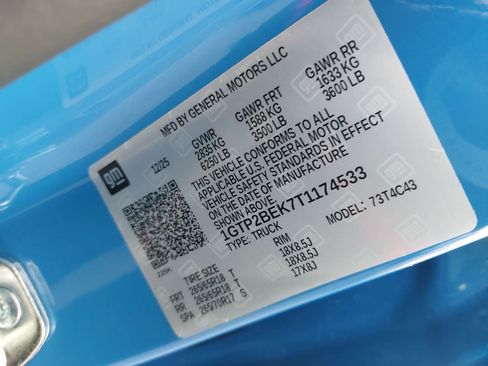 MFD BY GENERAL MOTORS LLC
12/25
GVWR GAWR FRT GAWR RR
2835 KG 1588 KG 1633 KG
6250 LB 3500 LB 3600 LB
THIS VEHICLE CONFORMS TO ALL
APPLICABLE U.S. FEDERAL MOTOR
VEHICLE SAFETY STANDARDS IN EFFECT
ON THE DATE OF MANUFACTURE
SHOWN ABOVE.
1GTP2BEK7T1174533
TYPE: TRUCK MODEL: 73T4C43
gm
TIRE SIZE RIM
FRT 265/65R18 T 18X8.5J
RR 265/65R18 T 18X8.5J
SPA 265/70R17 S 17X8J